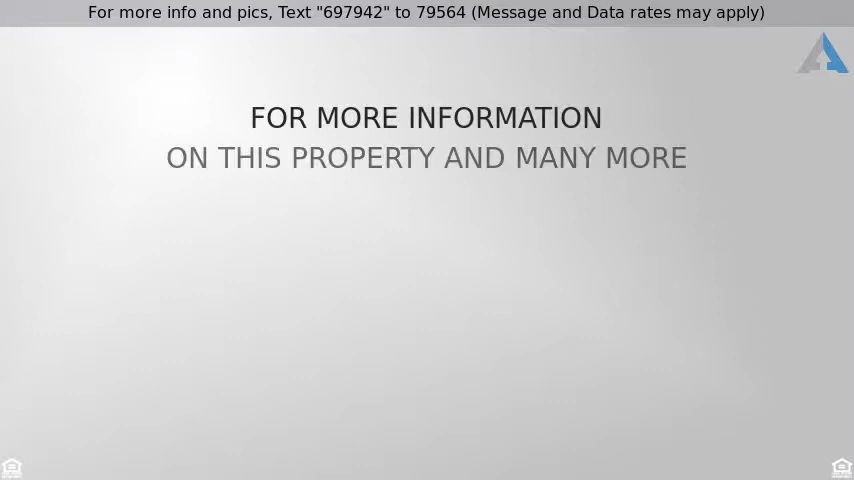 For more info and pics, Text "697942" to 79564 (Message and Data rates may apply)
FOR MORE INFORMATION
ON THIS PROPERTY AND MANY MORE